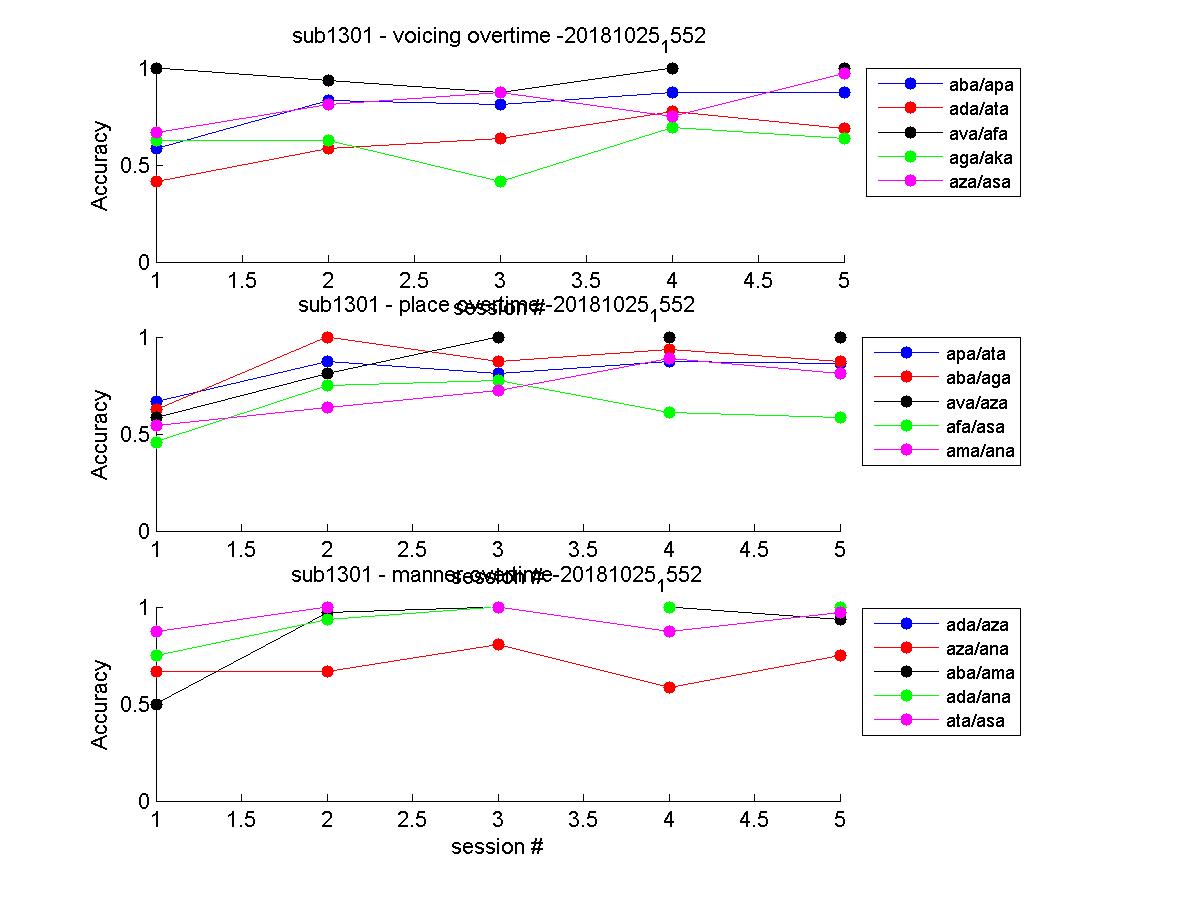 sub1301 - voicing overtime -20181025₁552
1
0.5
0
Accuracy
1 1.5 2 2.5 3 3.5 4 4.5 5
session #
aba/apa
ada/ata
ava/afa
aga/aka
aza/asa
sub1301 - place overtime -20181025₁552
1
0.5
0
Accuracy
1 1.5 2 2.5 3 3.5 4 4.5 5
session #
apa/ata
aba/aga
ava/aza
afa/asa
ama/ana
sub1301 - manner overtime -20181025₁552
1
0.5
0
Accuracy
1 1.5 2 2.5 3 3.5 4 4.5 5
session #
ada/aza
aza/ana
aba/ama
ada/ana
ata/asa